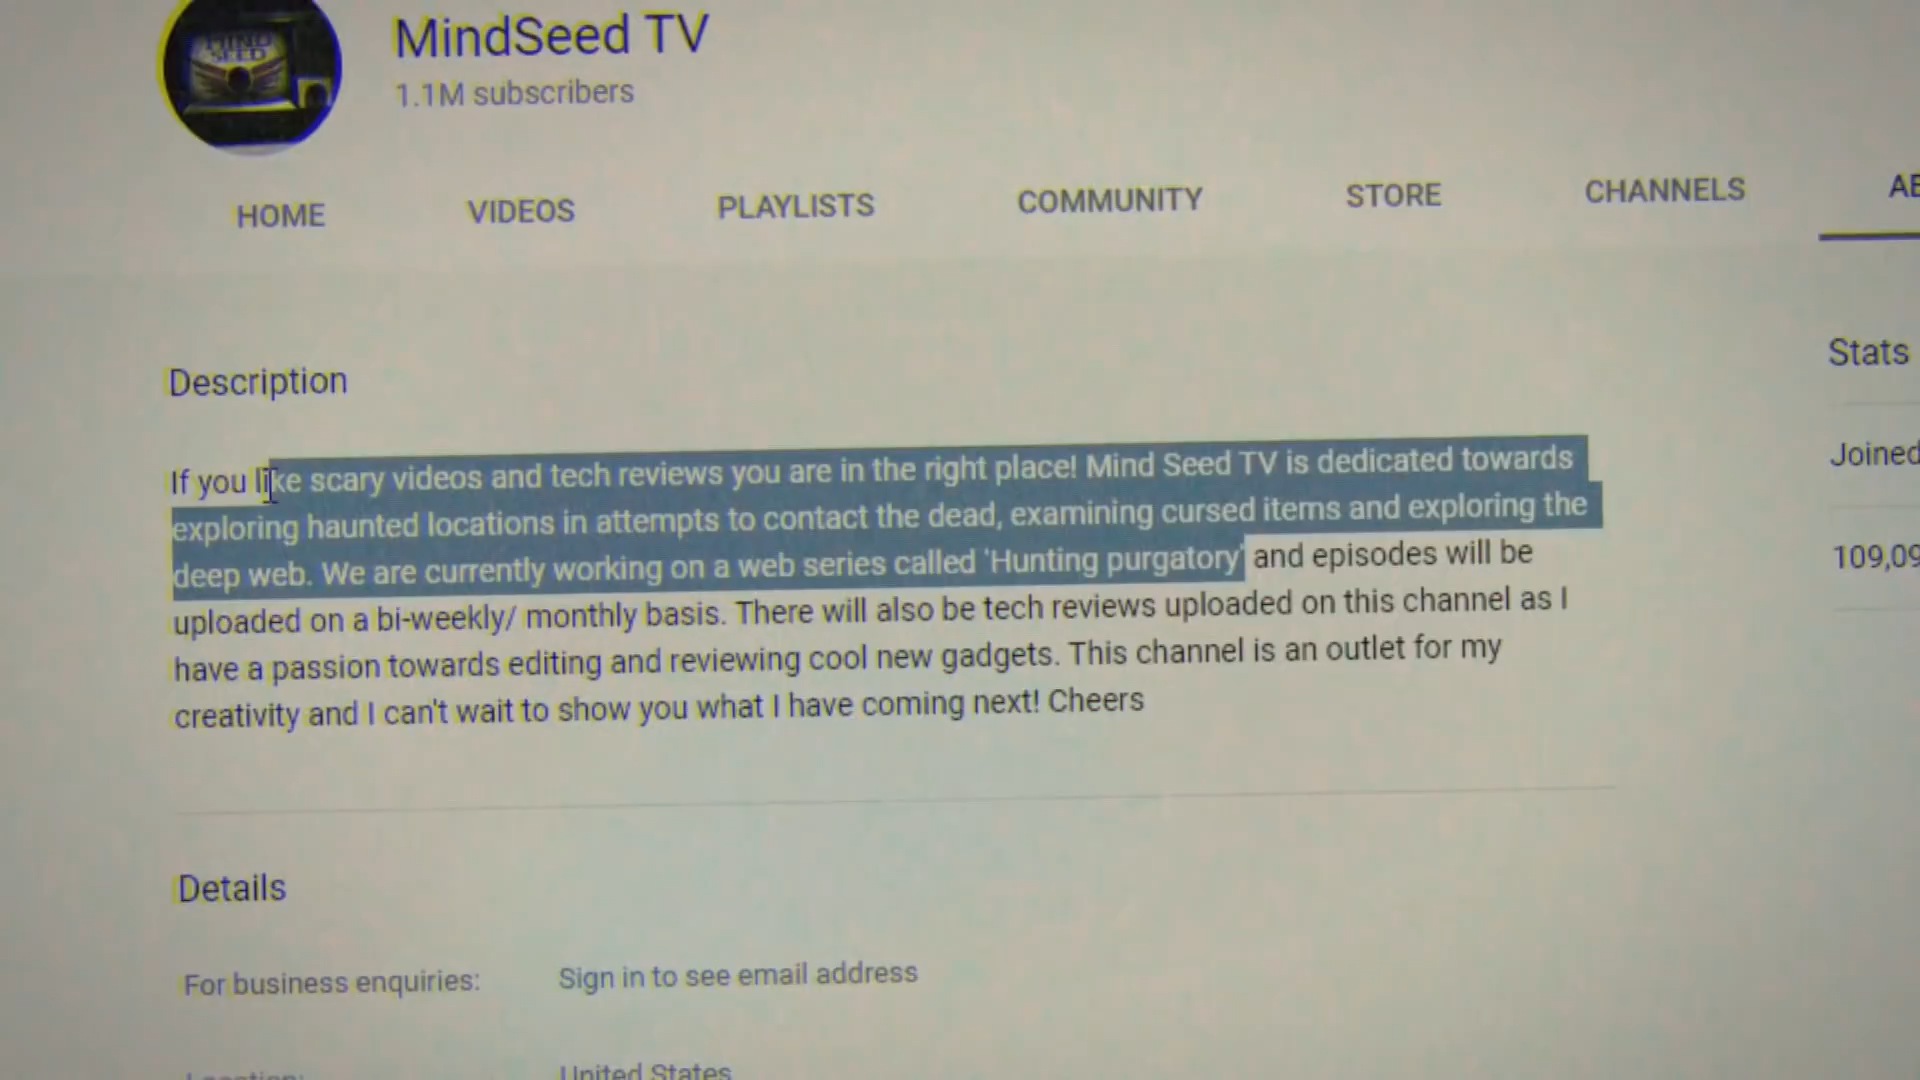 MIND
SEED
MindSeed TV
1.1M subscribers
HOME VIDEOS PLAYLISTS COMMUNITY STORE CHANNELS
Description
If you like scary videos and tech reviews you are in the right place! Mind Seed TV is dedicated towards
exploring haunted locations in attempts to contact the dead, examining cursed items and exploring the
deep web. We are currently working on a web series called 'Hunting purgatory' and episodes will be
uploaded on a bi-weekly/ monthly basis. There will also be tech reviews uploaded on this channel as I
have a passion towards editing and reviewing cool new gadgets. This channel is an outlet for my
creativity and I can't wait to show you what I have coming next! Cheers
Stats
Joined
109,09
Details
For business enquiries: Sign in to see email address
Location: United States